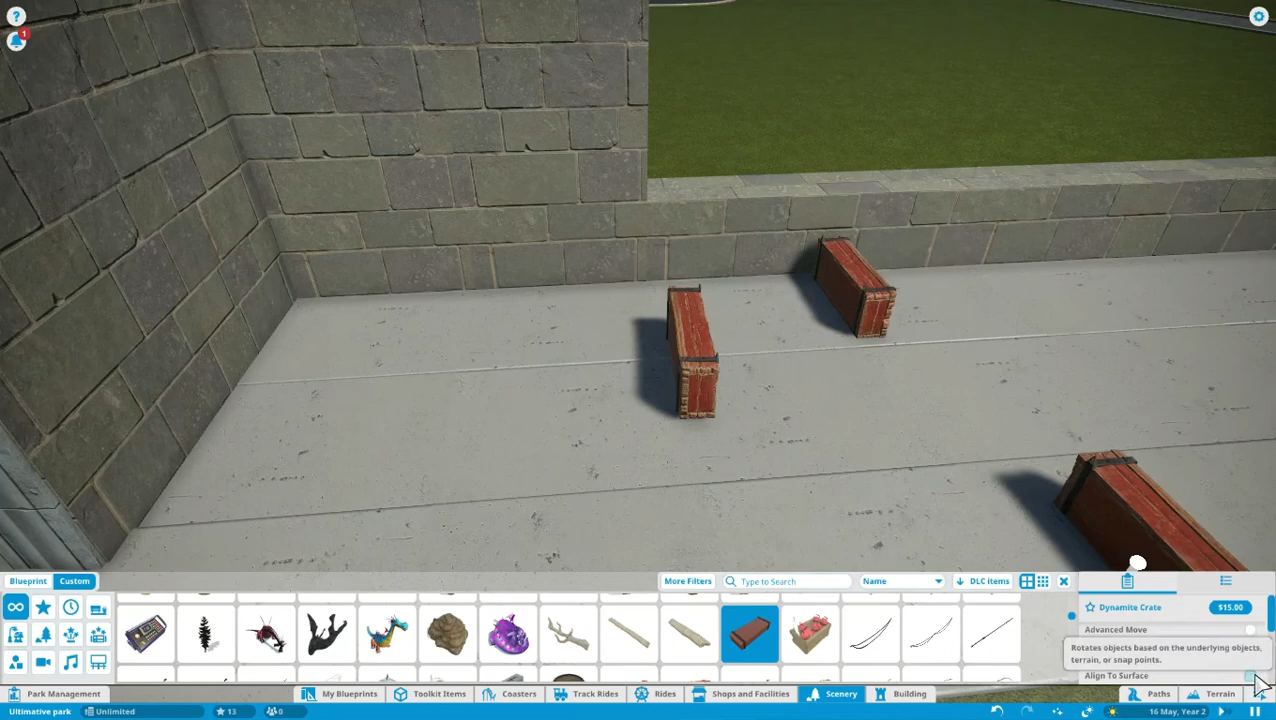 ?
1
Blueprint
Custom
More Filters
Type to Search
Name
DLC items
Dynamite Crate
$15.00
Advanced Move
Rotates objects based on the underlying objects,
terrain, or snap points.
Align To Surface
Park Management
My Blueprints
Toolkit Items
Coasters
Track Rides
Rides
Shops and Facilities
Scenery
Building
Paths
Terrain
Ultimative park
Unlimited
13
0
16 May, Year 2